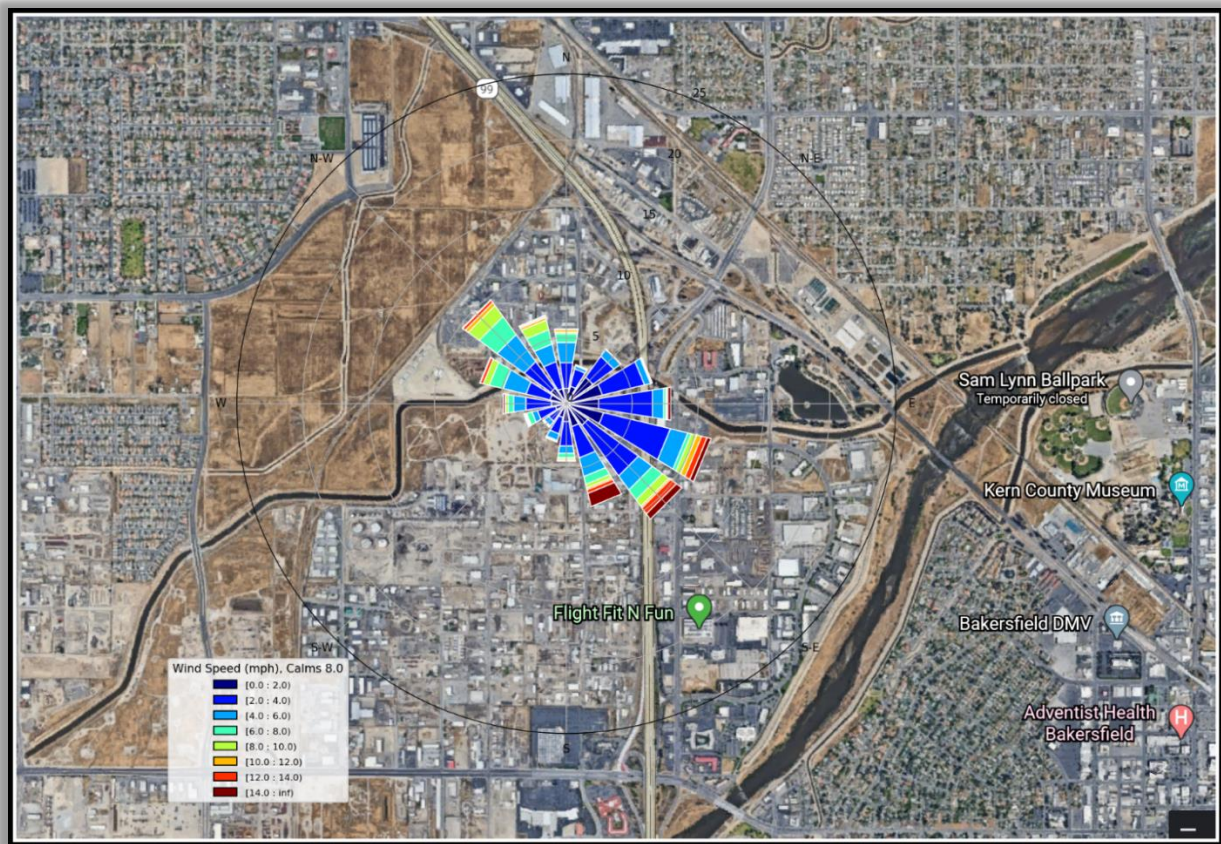 N
99
25
N-W
N-E
20
15
10
5
W
E
Sam Lynn Ballpark
Temporarily closed
Kern County Museum
Flight Fit N Fun
Bakersfield DMV
S-W
S-E
Wind Speed (mph), Calms 8.0
[0.0 : 2.0)
[2.0 : 4.0)
[4.0 : 6.0)
[6.0 : 8.0)
[8.0 : 10.0)
[10.0 : 12.0)
[12.0 : 14.0)
[14.0 : inf)
Adventist Health
Bakersfield
H
S